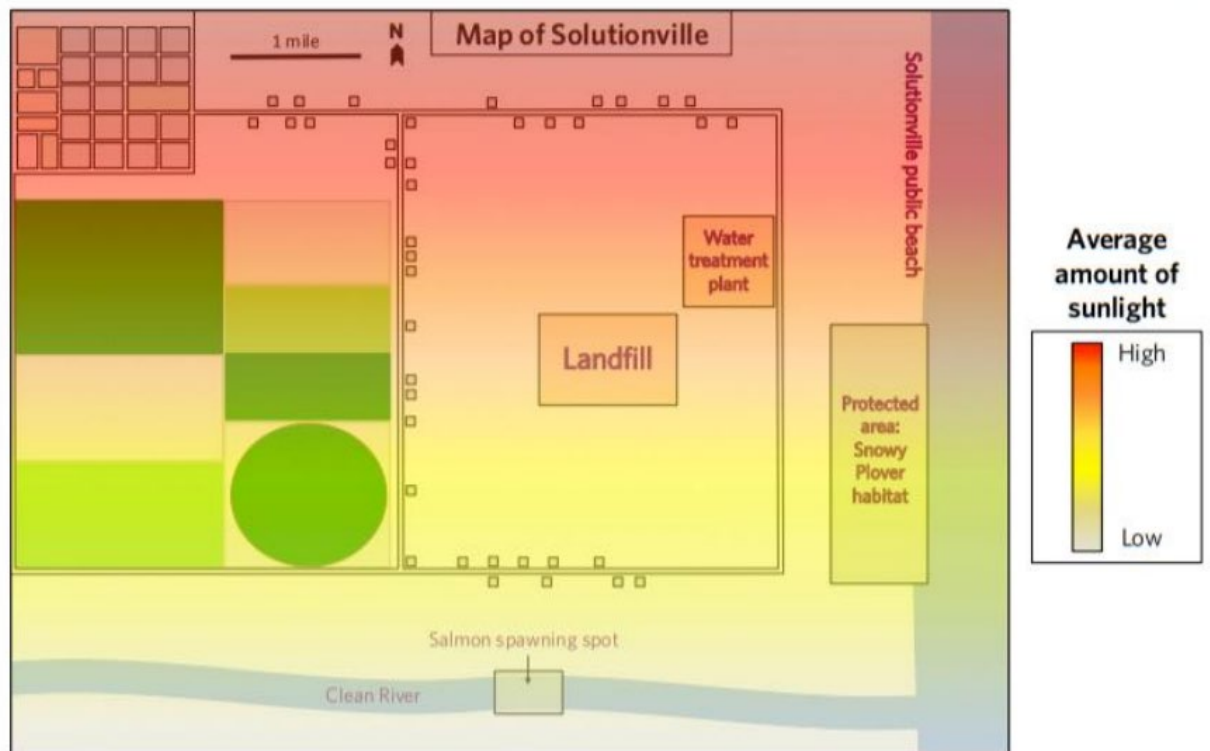 1 mile
N
Map of Solutionville
Solutionville public beach
Water
treatment
plant
Landfill
Protected
area:
Snowy
Plover
habitat
Salmon spawning spot
Clean River
Average
amount of
sunlight
High
Low